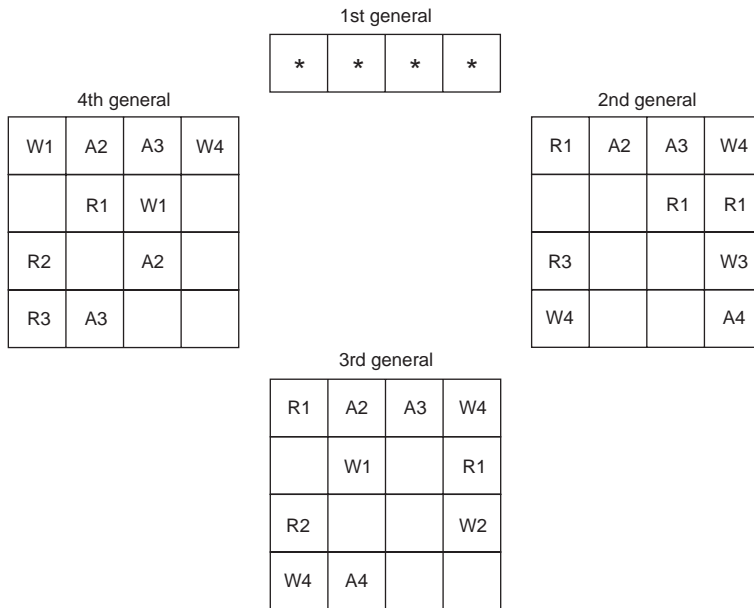 1st general
* * * *
4th general
W1 A2 A3 W4
R1 W1
R2 A2
R3 A3
2nd general
R1 A2 A3 W4
R1 R1
R3 W3
W4 A4
3rd general
R1 A2 A3 W4
W1 R1
R2 W2
W4 A4